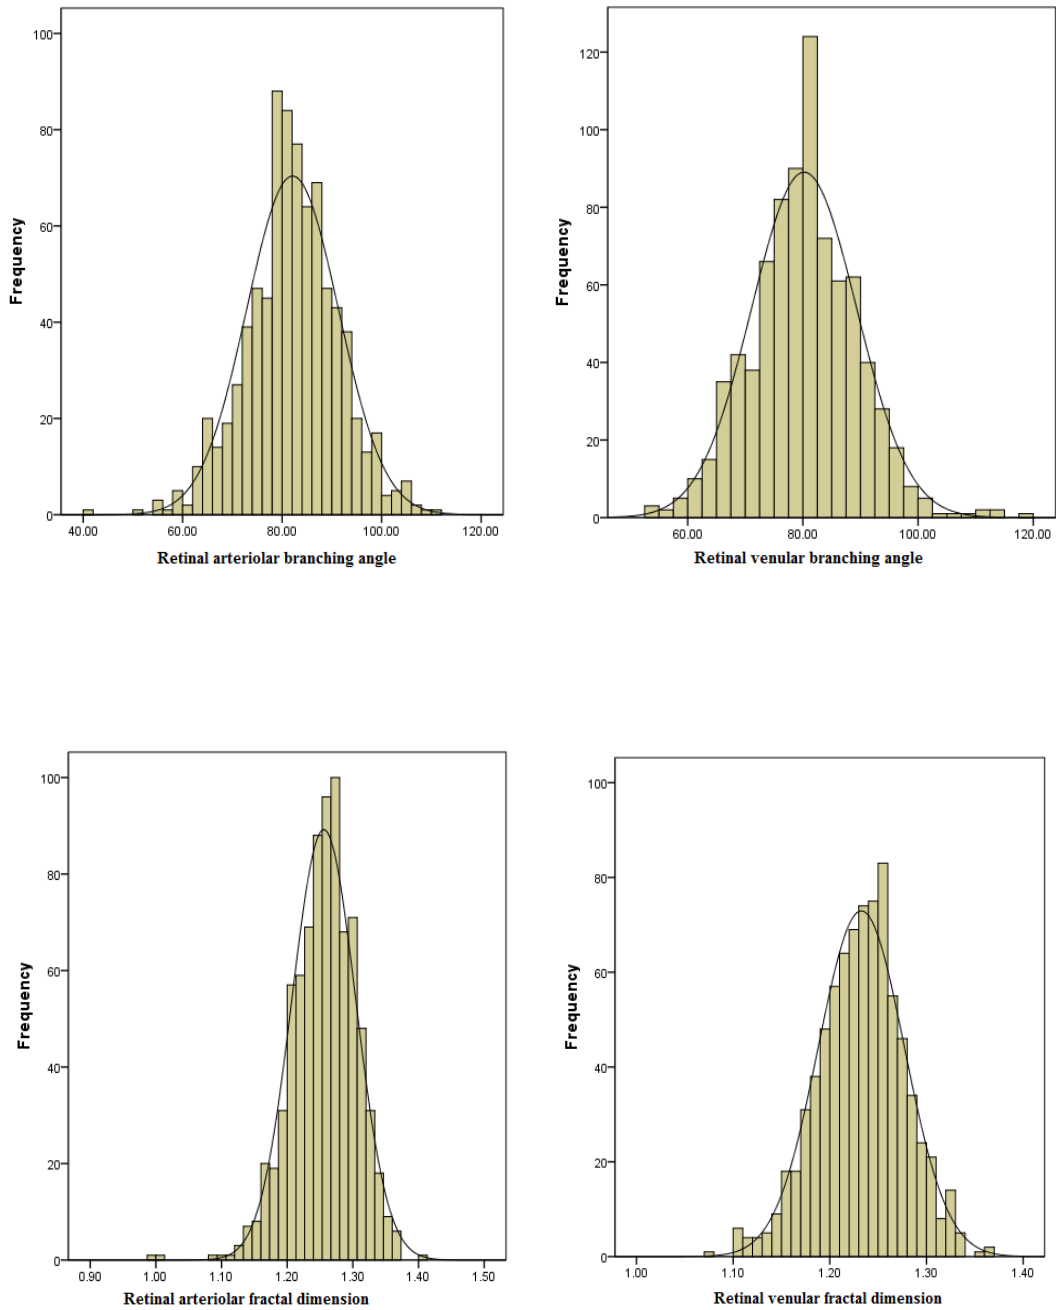 100
80
60
40
20
0
Frequency
40.00 60.00 80.00 100.00 120.00
Retinal arteriolar branching angle
120
100
80
60
40
20
0
Frequency
60.00 80.00 100.00 120.00
Retinal venular branching angle
100
80
60
40
20
0
Frequency
0.90 1.00 1.10 1.20 1.30 1.40 1.50
Retinal arteriolar fractal dimension
100
80
60
40
20
0
Frequency
1.00 1.10 1.20 1.30 1.40
Retinal venular fractal dimension